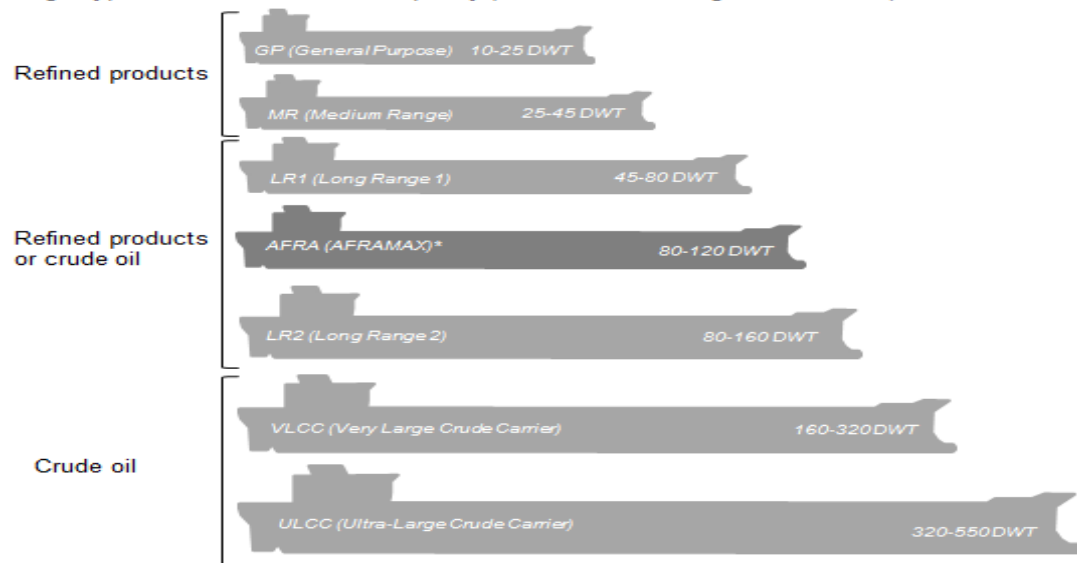 GP (General Purpose) 10-25 DWT
Refined products
MR (Medium Range) 25-45 DWT
LR1 (Long Range 1) 45-80 DWT
Refined products
or crude oil
AFRA (AFRAMAX)* 80-120 DWT
LR2 (Long Range 2) 80-160 DWT
VLCC (Very Large Crude Carrier) 160-320 DWT
Crude oil
ULCC (Ultra-Large Crude Carrier) 320-550 DWT